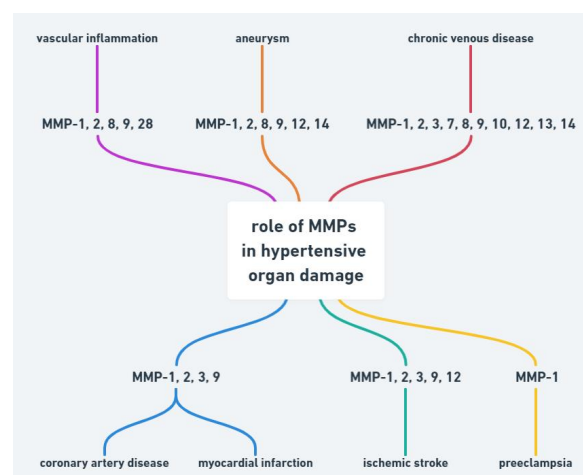 vascular inflammation
aneurysm
chronic venous disease
MMP-1, 2, 8, 9, 28
MMP-1, 2, 8, 9, 12, 14
MMP-1, 2, 3, 7, 8, 9, 10, 12, 13, 14
role of MMPs
in hypertensive
organ damage
MMP-1, 2, 3, 9
MMP-1, 2, 3, 9, 12
MMP-1
coronary artery disease
myocardial infarction
ischemic stroke
preeclampsia